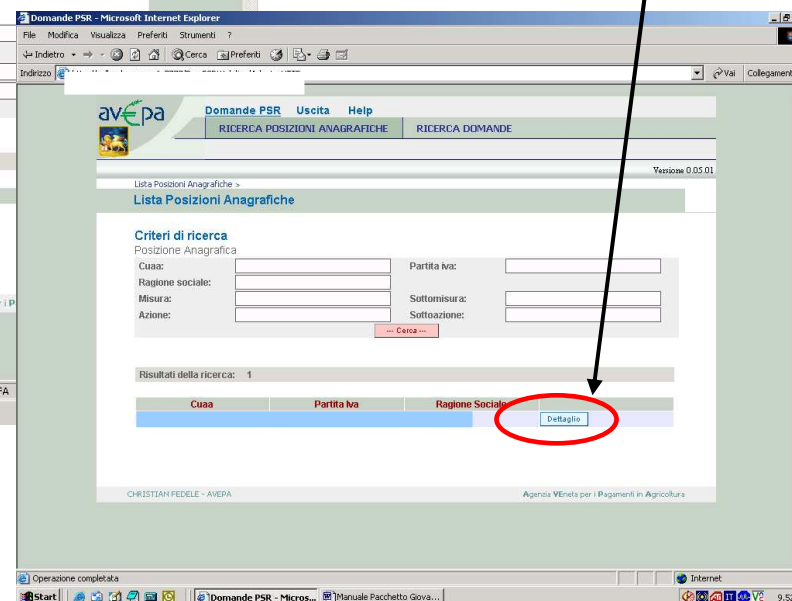 Domande PSR - Microsoft Internet Explorer
File Modifica Visualizza Preferiti Strumenti ?
Indietro Cerca Preferiti
Indirizzo Vai Collegament
avepa
Domande PSR Uscita Help
RICERCA POSIZIONI ANAGRAFICHE RICERCA DOMANDE
Versione 0.05.01
Lista Posizioni Anagrafiche >
Lista Posizioni Anagrafiche
Criteri di ricerca
Posizione Anagrafica
Cuaa: Partita iva:
Ragione sociale:
Misura: Sottomisura:
Azione: Sottoazione:
--- Cerca ---
i P
Risultati della ricerca: 1
FA
Cuaa Partita Iva Ragione Sociale
Dettaglio
CHRISTIAN FEDELE - AVEPA Agenzia VEneta per i Pagamenti in Agricoltura
Operazione completata Internet
Start Domande PSR - Micros... Manuale Pacchetto Giova... IT 9.52